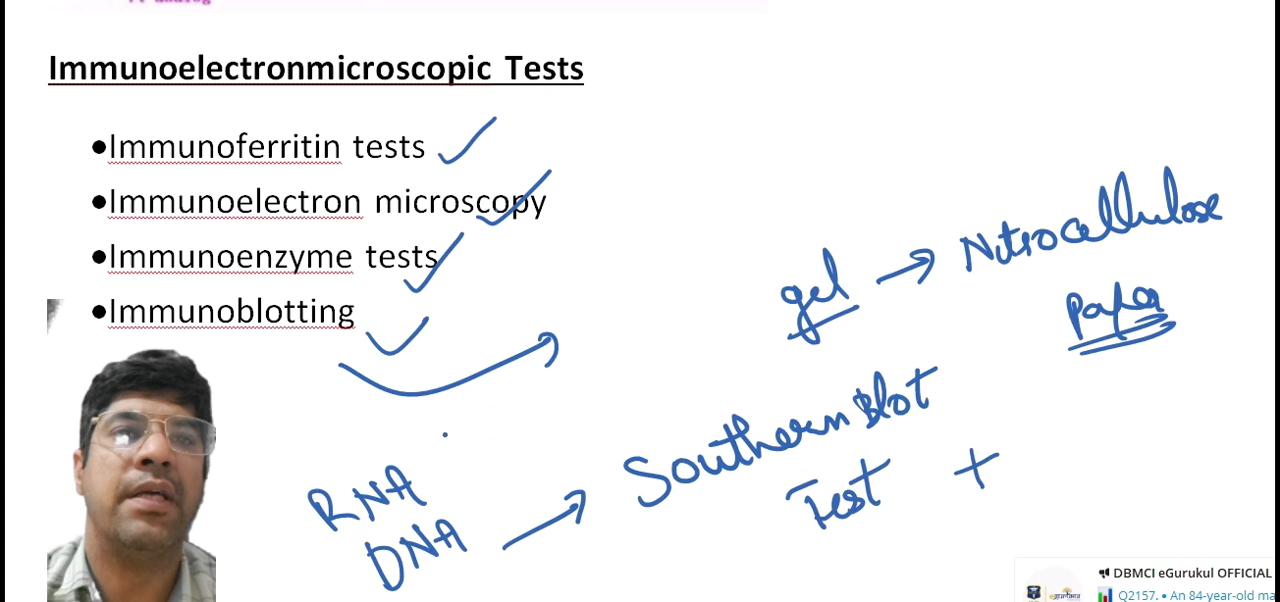 Immunoelectronmicroscopic Tests
•Immunoferritin tests
•Immunoelectron microscopy
•Immunoenzyme tests
•Immunoblotting
gel → Nitrocellulose
Paper
RNA
DNA → Southern Blot
Test +
DBMCI eGurukul OFFICIAL
Q2157. • An 84-year-old ma